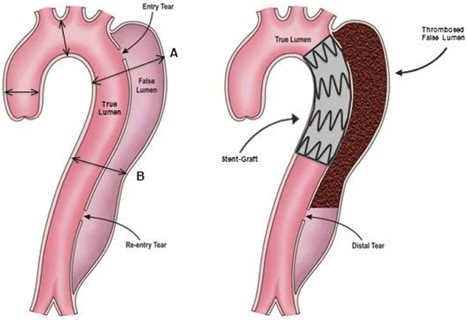 Entry Tear
A
False
Lumen
True
Lumen
B
Re-entry Tear
True Lumen
Thrombosed
False Lumen
Stent-Graft
Distal Tear